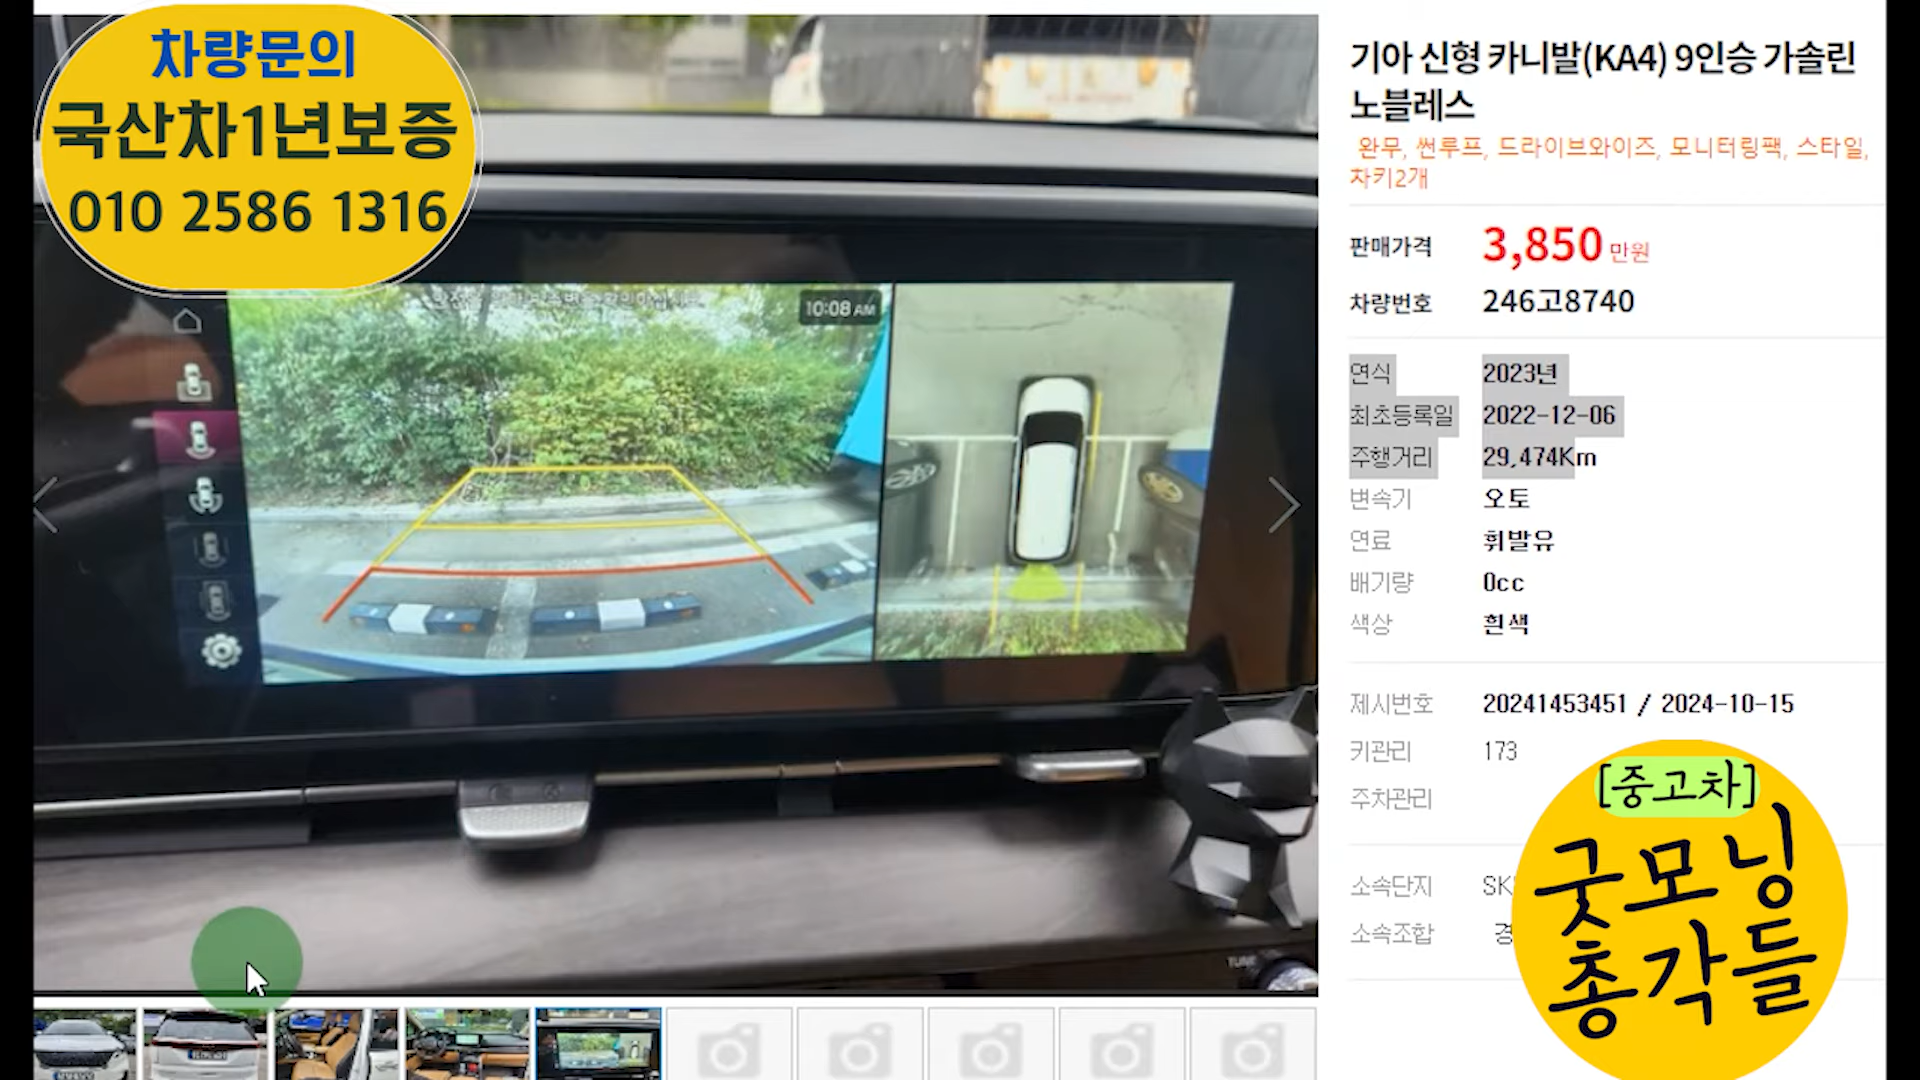 차량문의
국산차1년보증
010 2586 1316
10:08 AM
기아 신형 카니발(KA4) 9인승 가솔린
노블레스
완무, 썬루프, 드라이브와이즈, 모니터링팩, 스타일,
차키2개
판매가격 3,850 만원
차량번호 246고8740
연식 2023년
최초등록일 2022-12-06
주행거리 29,474Km
변속기 오토
연료 휘발유
배기량 0cc
색상 흰색
제시번호 20241453451 / 2024-10-15
키관리 173
주차관리
소속단지 SK
소속조합 경
[중고차]
굿모닝
총각들